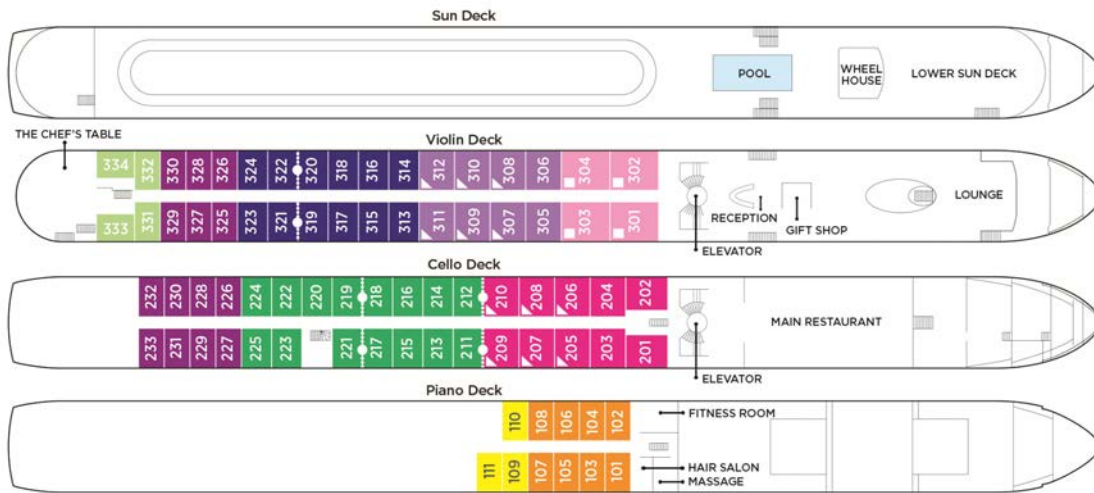 Sun Deck
POOL
WHEEL
HOUSE
LOWER SUN DECK
THE CHEF'S TABLE
Violin Deck
334 332 330 328 326 324 322 320 318 316 314 312 310 308 306 304 302
333 331 329 327 325 323 321 319 317 315 313 311 309 307 305 303 301
RECEPTION
GIFT SHOP
LOUNGE
ELEVATOR
Cello Deck
232 230 228 226 224 222 220 219 218 216 214 212 210 208 206 204 202
233 231 229 227 225 223 221 217 215 213 211 209 207 205 203 201
MAIN RESTAURANT
ELEVATOR
Piano Deck
110 108 106 104 102
111 109 107 105 103 101
FITNESS ROOM
HAIR SALON
MASSAGE